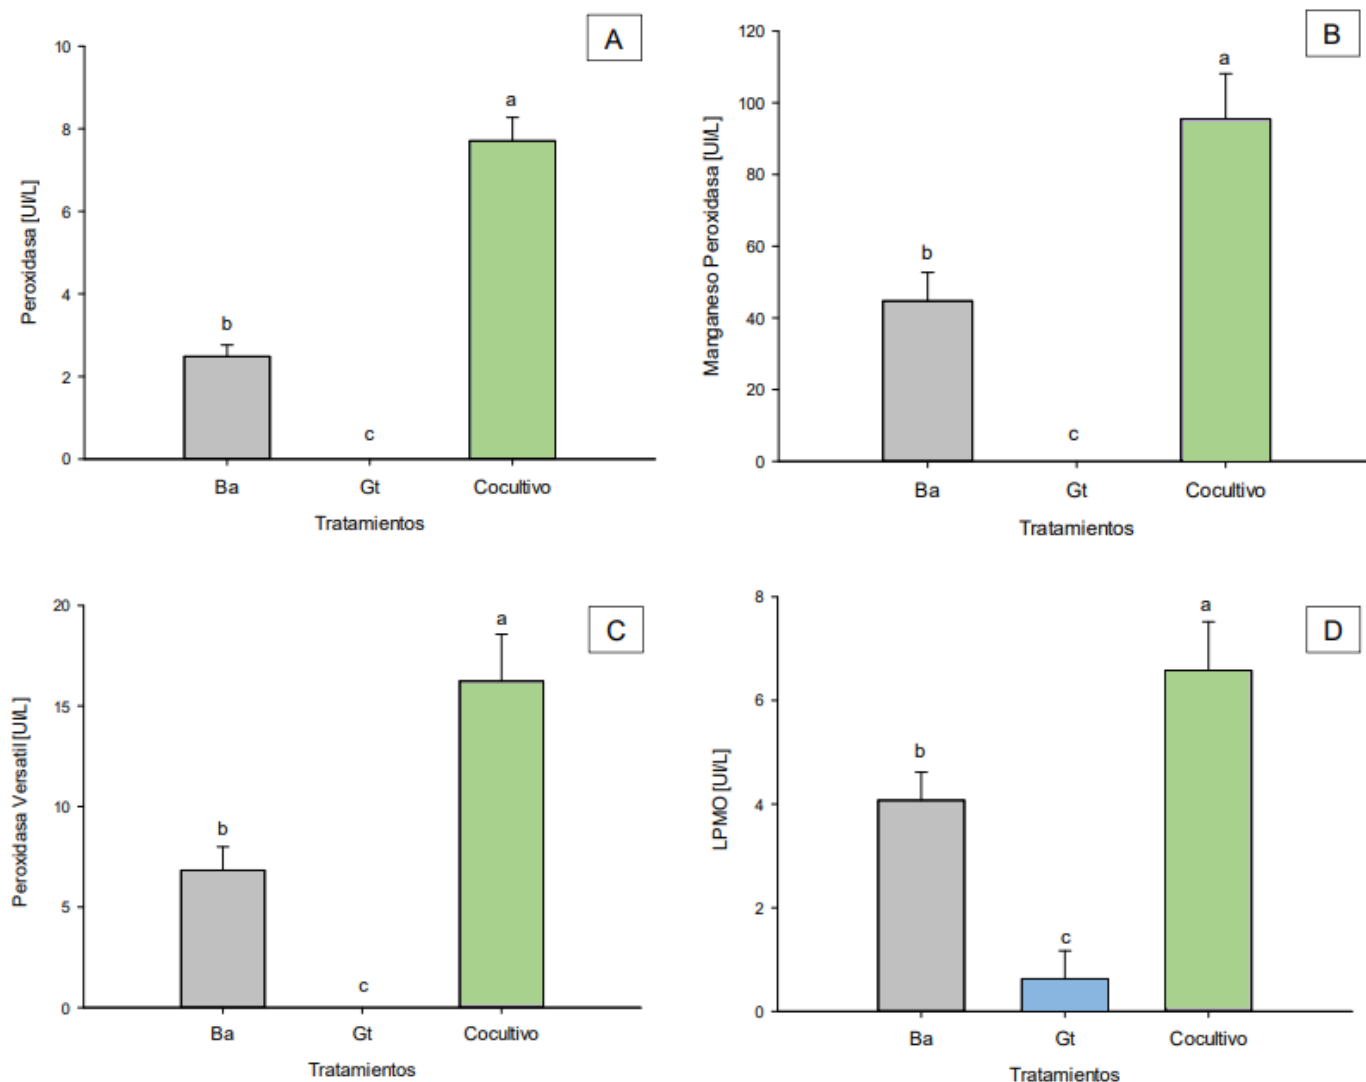 A
10
8
6
4
2
0
Peroxidasa [UI/L]
b
c
a
Ba Gt Cocultivo
Tratamientos
B
120
100
80
60
40
20
0
Manganeso Peroxidasa [UI/L]
b
c
a
Ba Gt Cocultivo
Tratamientos
C
20
15
10
5
0
Peroxidasa Versatil [UI/L]
b
c
a
Ba Gt Cocultivo
Tratamientos
D
8
6
4
2
0
LPMO [UI/L]
b
c
a
Ba Gt Cocultivo
Tratamientos